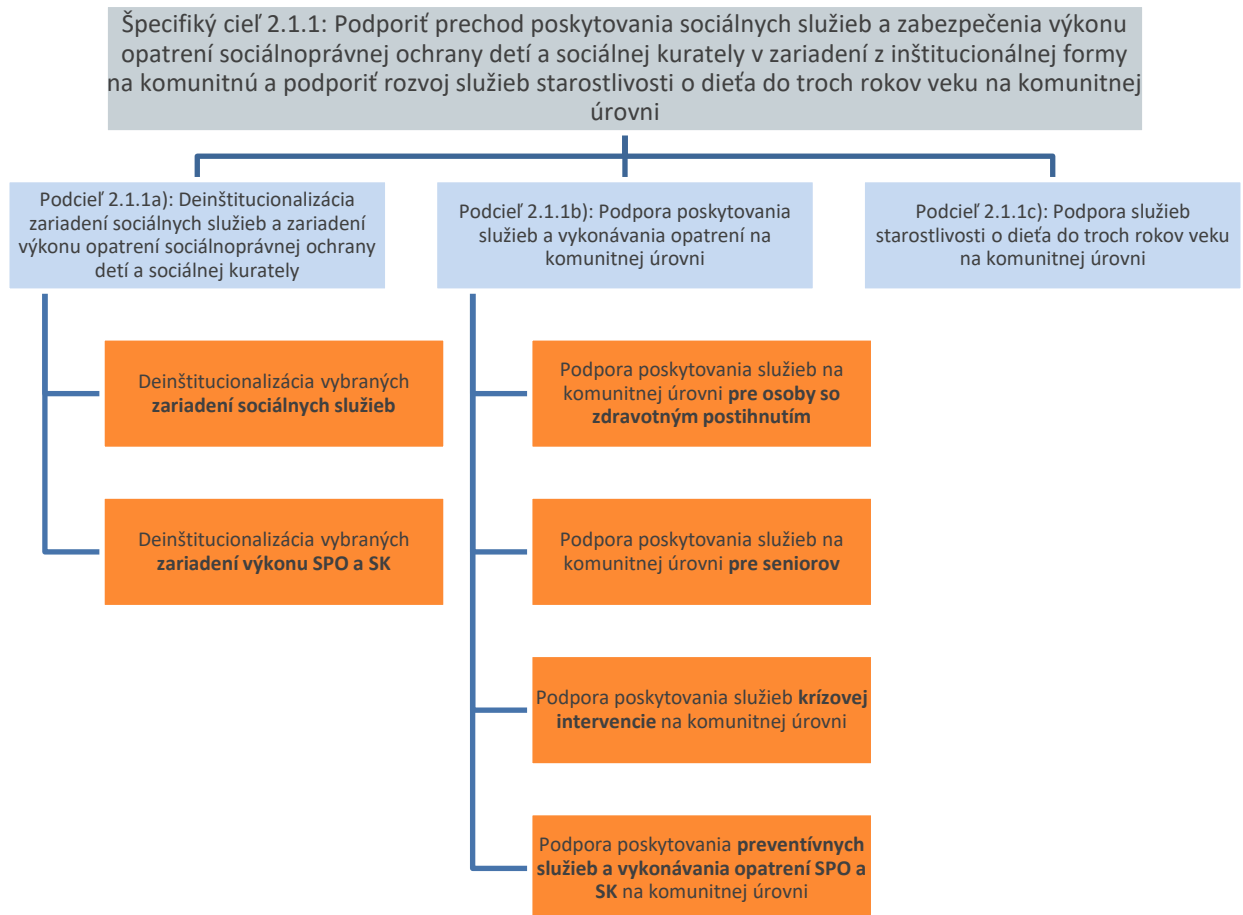 Špecifiký cieľ 2.1.1: Podporiť prechod poskytovania sociálnych služieb a zabezpečenia výkonu
opatrení sociálnoprávnej ochrany detí a sociálnej kurately v zariadení z inštitucionálnej formy
na komunitnú a podporiť rozvoj služieb starostlivosti o dieťa do troch rokov veku na komunitnej
úrovni
Podcieľ 2.1.1a): Deinštitucionalizácia
zariadení sociálnych služieb a zariadení
výkonu opatrení sociálnoprávnej ochrany
detí a sociálnej kurately
Deinštitucionalizácia vybraných
zariadení sociálnych služieb
Deinštitucionalizácia vybraných
zariadení výkonu SPO a SK
Podcieľ 2.1.1b): Podpora poskytovania
služieb a vykonávania opatrení na
komunitnej úrovni
Podpora poskytovania služieb na
komunitnej úrovni pre osoby so
zdravotným postihnutím
Podpora poskytovania služieb na
komunitnej úrovni pre seniorov
Podpora poskytovania služieb krízovej
intervencie na komunitnej úrovni
Podpora poskytovania preventívnych
služieb a vykonávania opatrení SPO a
SK na komunitnej úrovni
Podcieľ 2.1.1c): Podpora služieb
starostlivosti o dieťa do troch rokov veku
na komunitnej úrovni